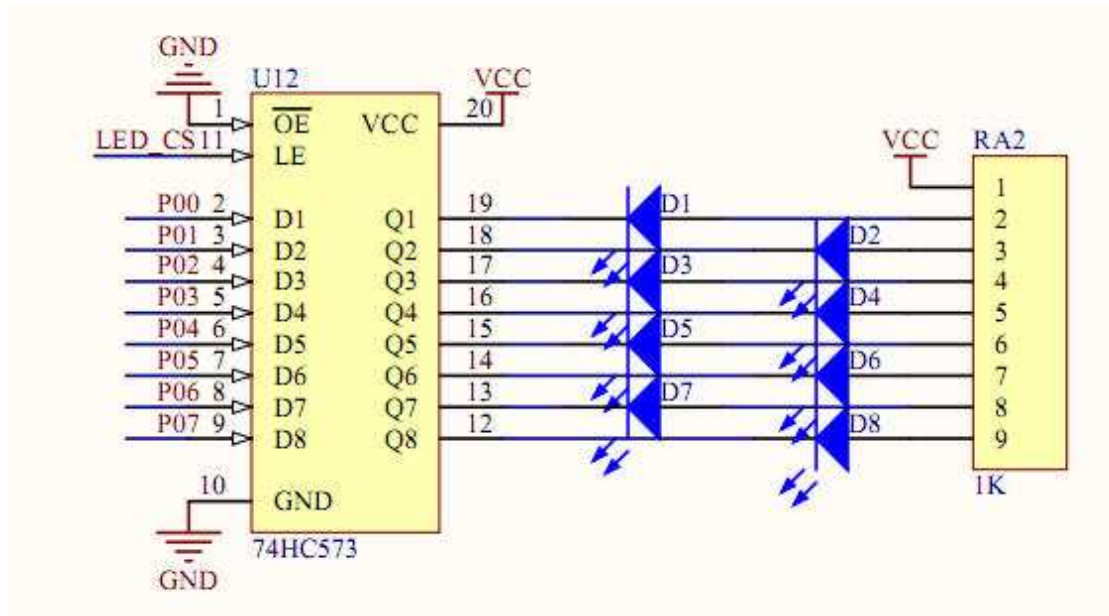 GND
U12
VCC
1
OE
VCC
20
LED_CS
11
LE
VCC
RA2
1
P00 2 D1 Q1 19 D1 2
P01 3 D2 Q2 18 D2 3
P02 4 D3 Q3 17 D3 4
P03 5 D4 Q4 16 D4 5
P04 6 D5 Q5 15 D5 6
P05 7 D6 Q6 14 D6 7
P06 8 D7 Q7 13 D7 8
P07 9 D8 Q8 12 D8 9
10
GND
1K
74HC573
GND